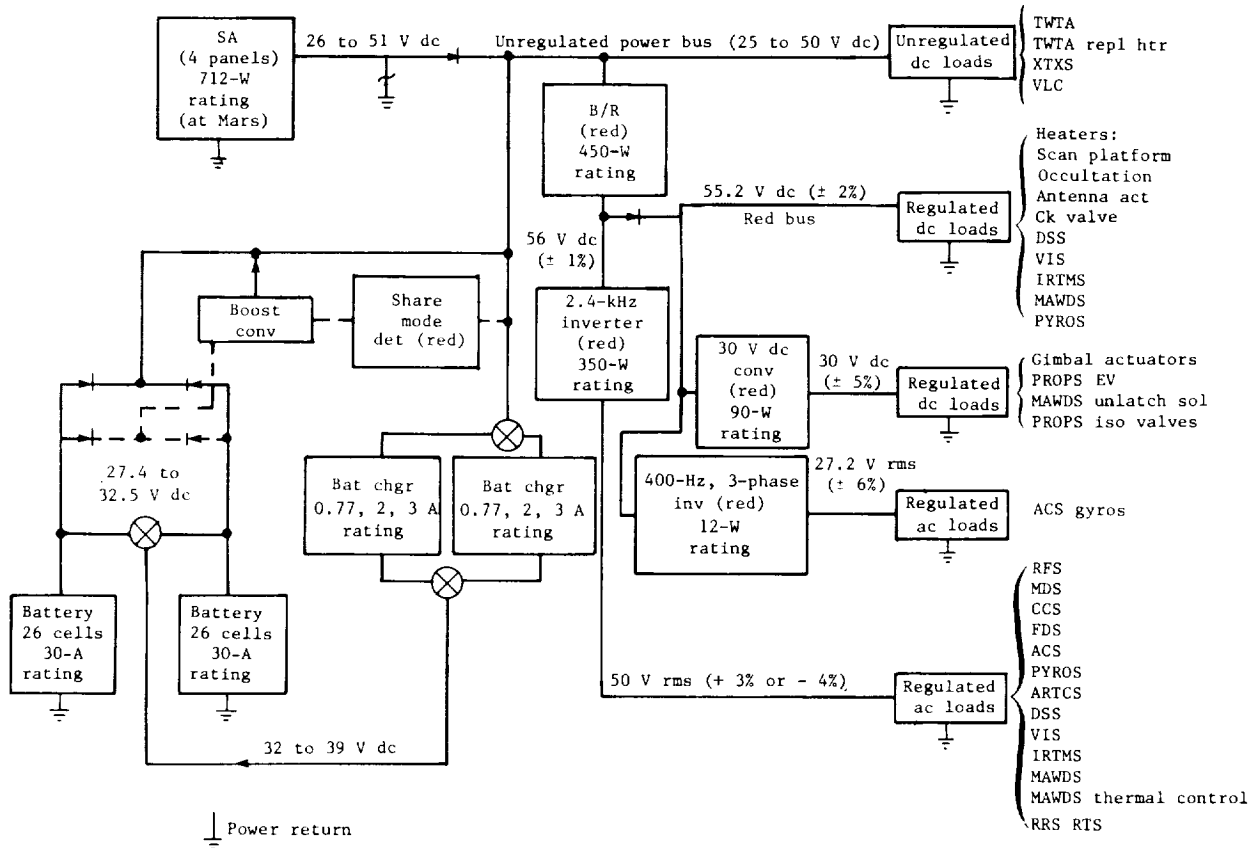 SA
(4 panels)
712-W
rating
(at Mars)
26 to 51 V dc
Unregulated power bus (25 to 50 V dc)
Unregulated
dc loads
TWTA
TWTA repl htr
XTXS
VLC
B/R
(red)
450-W
rating
55.2 V dc (± 2%)
Red bus
Regulated
dc loads
Heaters:
Scan platform
Occultation
Antenna act
Ck valve
DSS
VIS
IRTMS
MAWDS
PYROS
56 V dc
(± 1%)
Boost
conv
Share
mode
det (red)
2.4-kHz
inverter
(red)
350-W
rating
30 V dc
conv
(red)
90-W
rating
30 V dc
(± 5%)
Regulated
dc loads
Gimbal actuators
PROPS EV
MAWDS unlatch sol
PROPS iso valves
27.4 to
32.5 V dc
Bat chgr
0.77, 2, 3 A
rating
Bat chgr
0.77, 2, 3 A
rating
400-Hz, 3-phase
inv (red)
12-W
rating
27.2 V rms
(± 6%)
Regulated
ac loads
ACS gyros
Battery
26 cells
30-A
rating
Battery
26 cells
30-A
rating
50 V rms (+ 3% or - 4%)
Regulated
ac loads
RFS
MDS
CCS
FDS
ACS
PYROS
ARTCS
DSS
VIS
IRTMS
MAWDS
MAWDS thermal control
RRS RTS
32 to 39 V dc
Power return